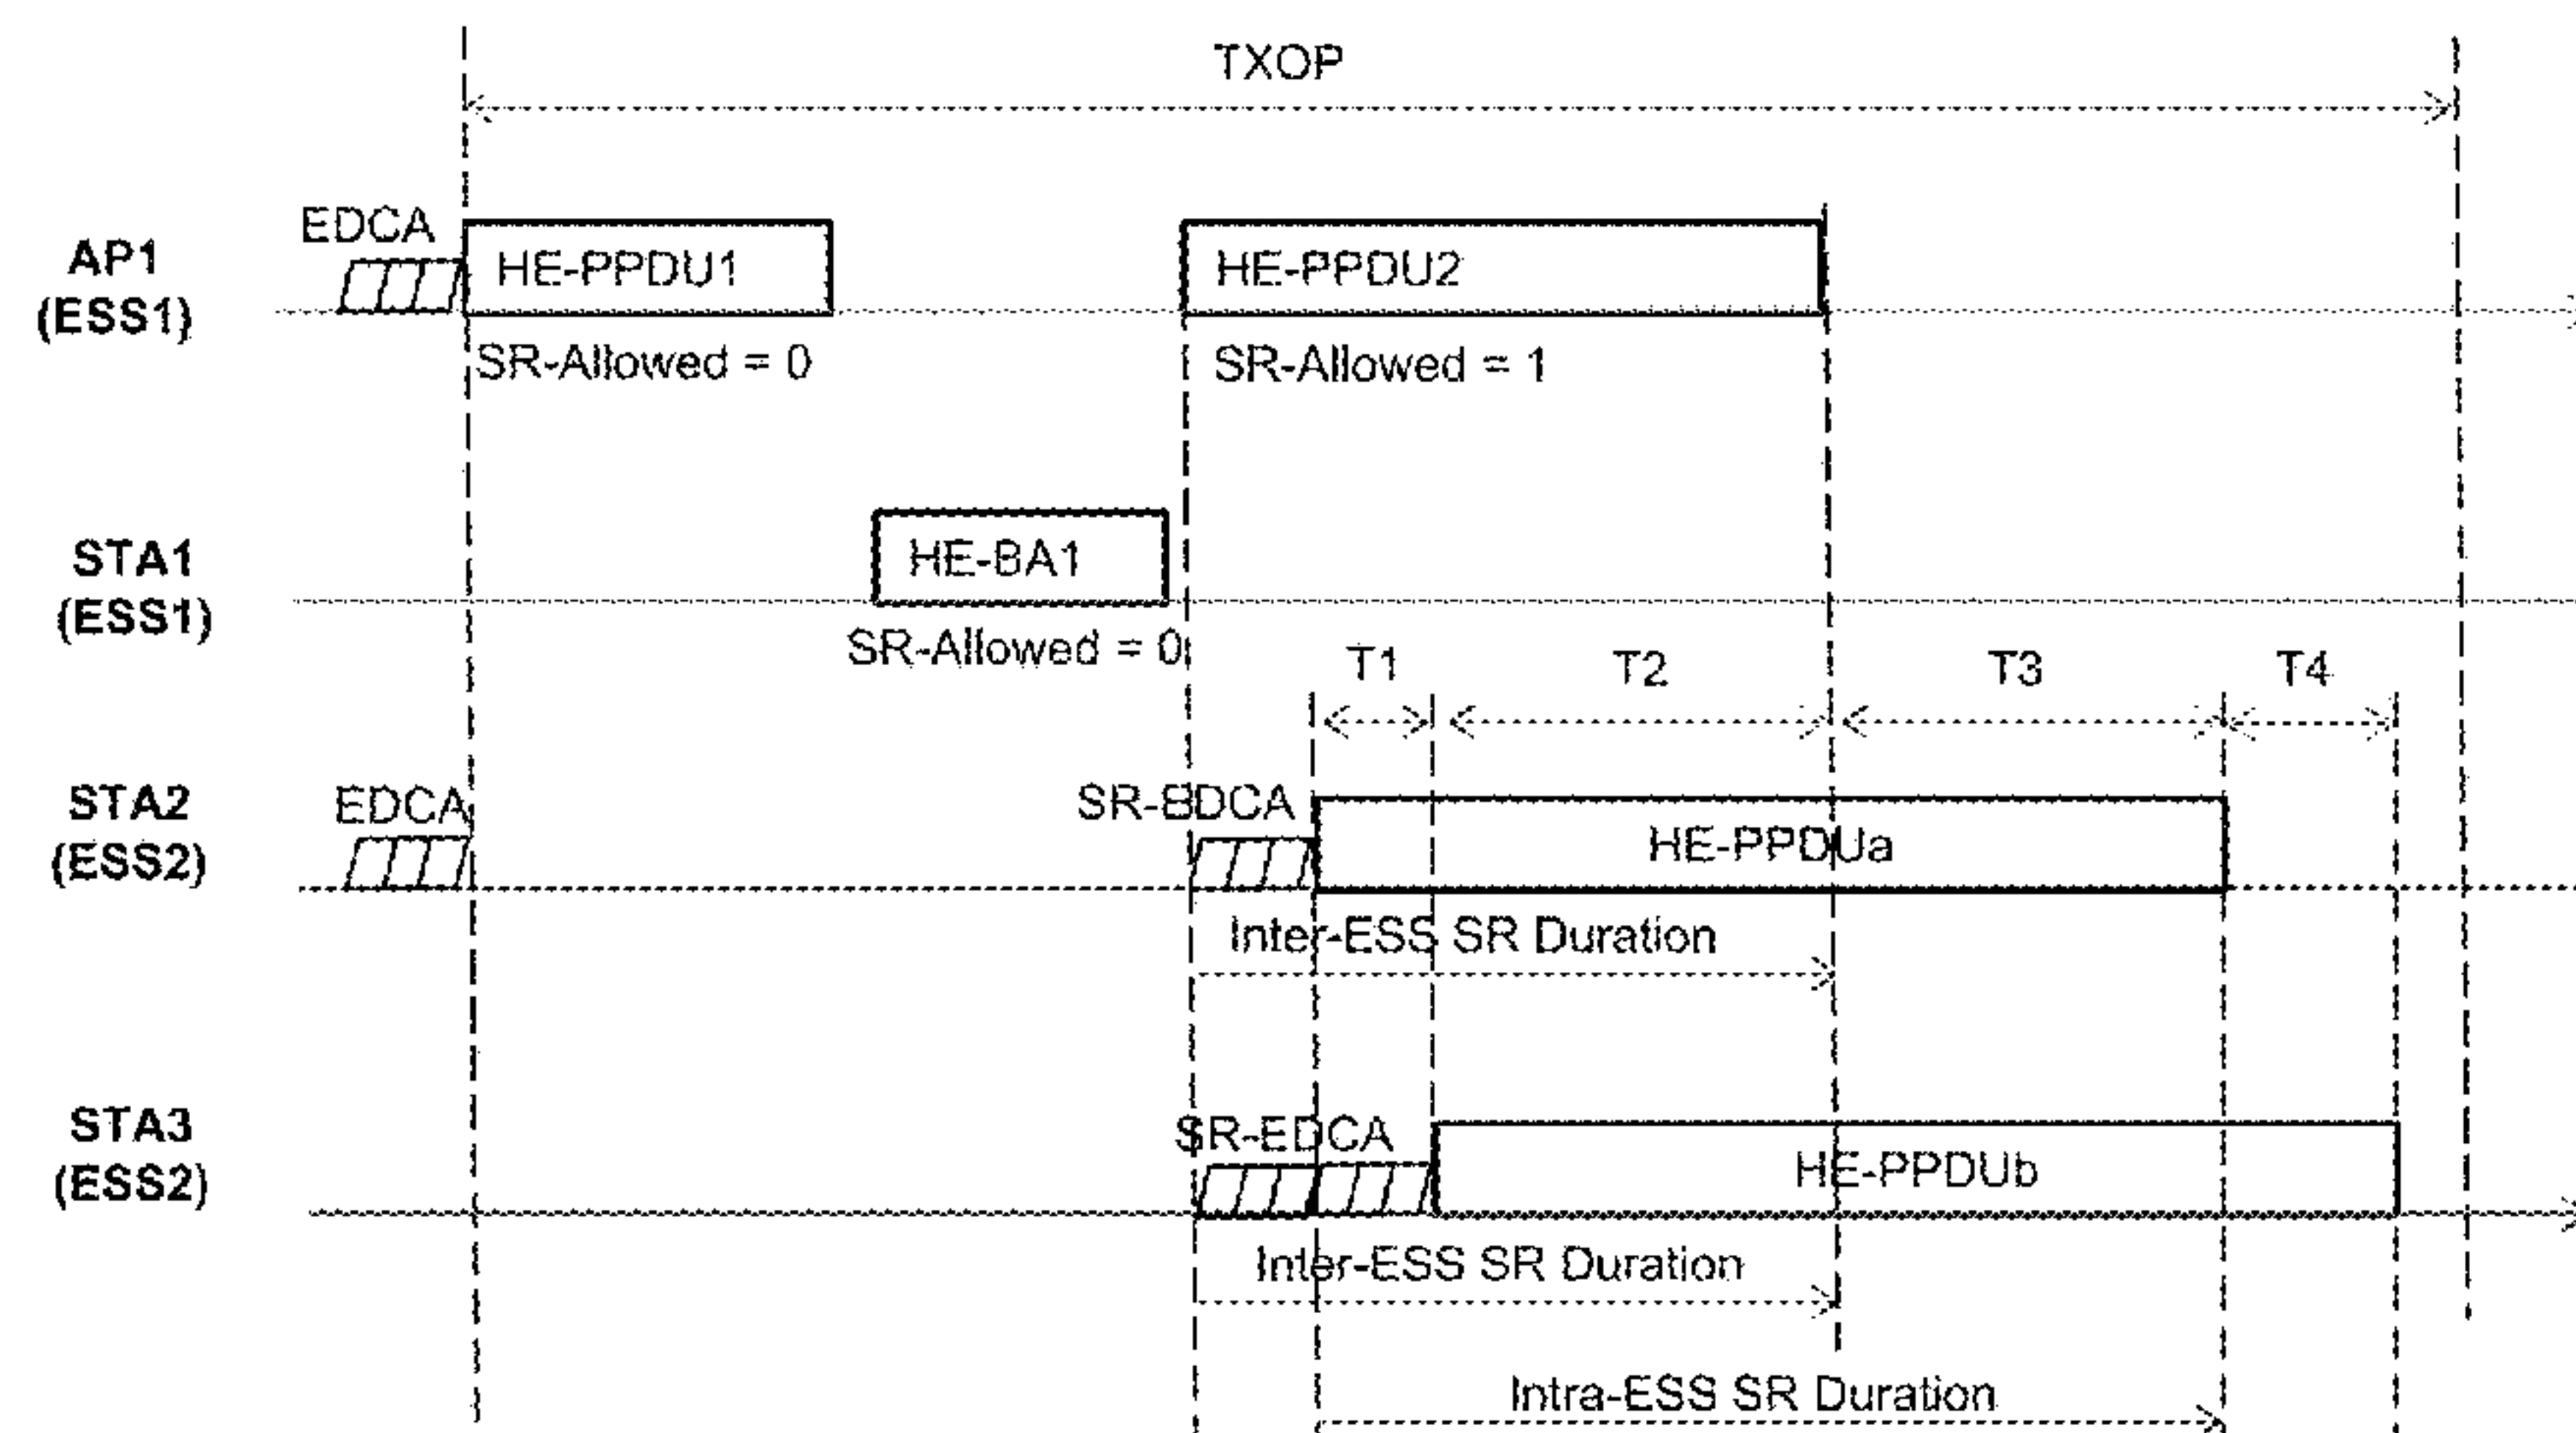 TXOP
EDCA
AP1
(ESS1)
HE-PPDU1
HE-PPDU2
SR-Allowed = 0
SR-Allowed = 1
STA1
(ESS1)
HE-BA1
SR-Allowed = 0
T1
T2
T3
T4
STA2
(ESS2)
EDCA
SR-EDCA
HE-PPDUa
Inter-ESS SR Duration
STA3
(ESS2)
SR-EDCA
HE-PPDUb
Inter-ESS SR Duration
Intra-ESS SR Duration